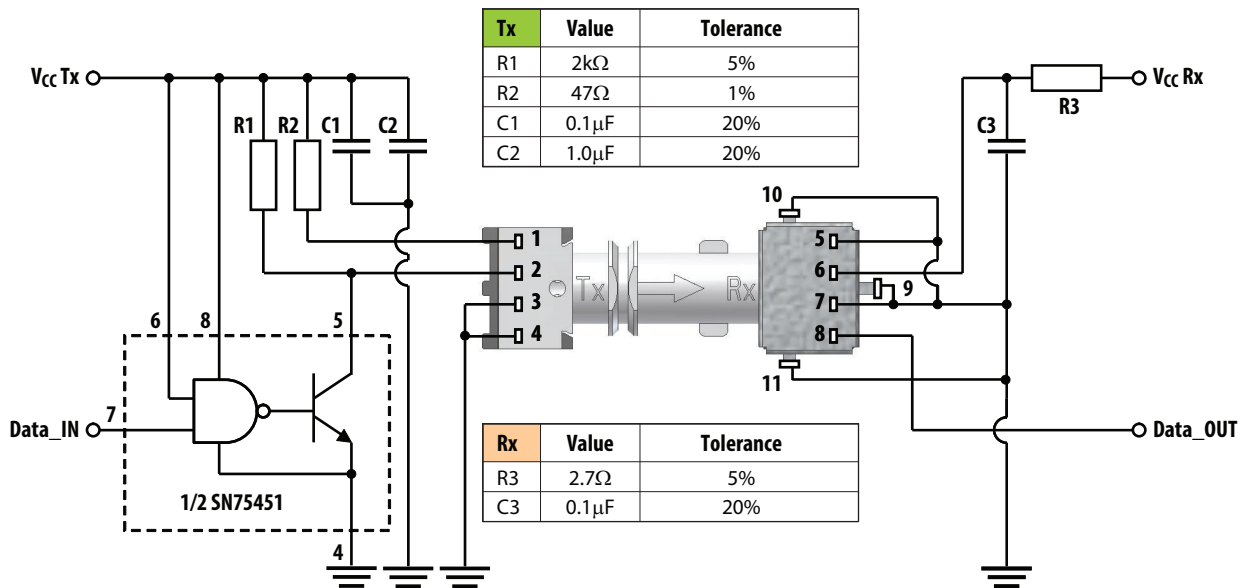 Tx Value Tolerance
R1 2kΩ 5%
R2 47Ω 1%
C1 0.1μF 20%
C2 1.0μF 20%
VCC Tx
R1 R2 C1 C2
VCC Rx
R3
C3
10
1 5
2 6
3 7 9
4 8
Tx Rx
11
6 8 5
7
Data_IN
Data_OUT
1/2 SN75451
4
Rx Value Tolerance
R3 2.7Ω 5%
C3 0.1μF 20%